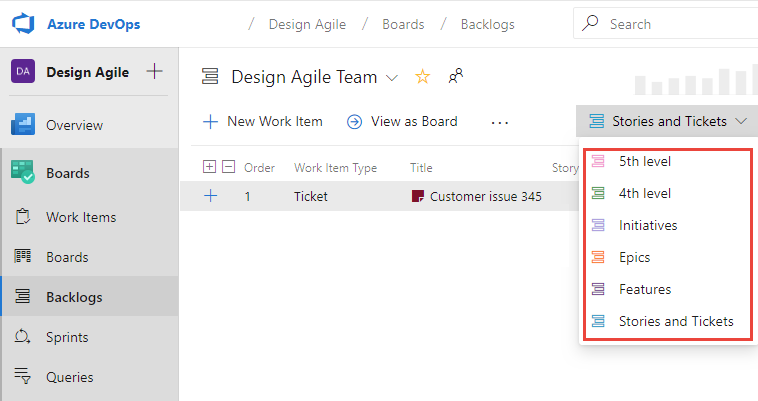 Azure DevOps / Design Agile / Boards / Backlogs Search
DA Design Agile
Design Agile Team
Overview
New Work Item View as Board ... Stories and Tickets
Order Work Item Type Title Story
1 Ticket Customer issue 345
Boards
Work Items
Boards
Backlogs
Sprints
Queries
5th level
4th level
Initiatives
Epics
Features
Stories and Tickets